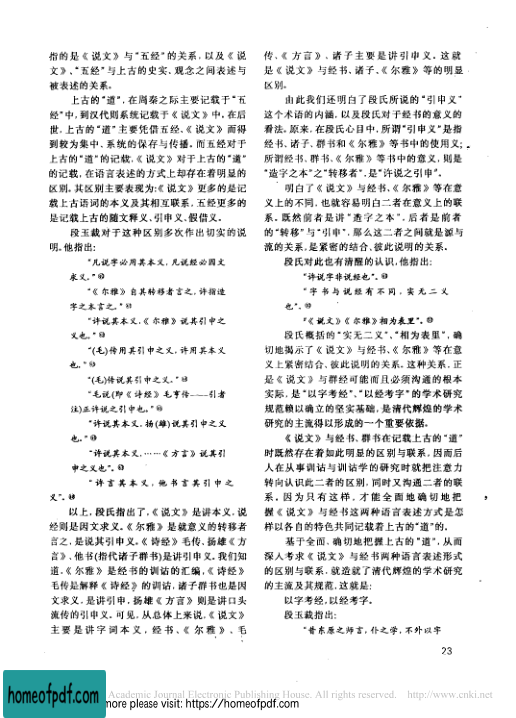 指的是《说文》与“五经”的关系,以及《说
文》、“五经”与上古的史实、观念之间表述与
被表述的关系。
上古的“道”,在周秦之际主要记载于“五
经”中,到汉代则系统记载于《说文》中,在后
世,上古的“道”主要凭借五经、《说文》而得
到较为集中、系统的保存与传播。而五经对于
上古的“道”的记载,《说文》对于上古的“道”
的记载,在语言表述的方式上却存在着明显的
区别。其区别主要表现为:《说文》更多的是记
载上古语词的本义及其相互联系,五经更多的
是记载上古的随文释义、引申义、假借义。
段玉裁对于这种区别多次作出切实的说
明。他指出:
“凡说字必用其本义,凡说经必因文
求义。”
“《尔雅》自其转移者言之,许指造
字之本言之。”
“许说其本义,《尔雅》说其引申之
义也。”
“(毛)传用其引申之义,许用其本义
也。”
“(毛)传说其引申之义。”
“毛说(即《诗经》毛亨传——引者
注)正许说之引申也。”
“许说其本义,扬(雄)说其引申之义
也。”
“许说其本义,……《方言》说其引
申之义也”。
“许言其本义,他书言其引申之
义”。
以上,段氏指出了,《说文》是讲本义,说
经则是因文求义。《尔雅》是就意义的转移者
言之,是说其引申义。《诗经》毛传、扬雄《方
言》、他书(指代诸子群书)是讲引申义。我们知
道,《尔雅》是经书的训诂的汇编,《诗经》
毛传是解释《诗经》的训诂,诸子群书也是因
文求义,是讲引申,扬雄《方言》则是讲口头
流传的引申义。可见,从总体上来说,《说文》
主要是讲字词本义,经书、《尔雅》、毛
传、《方言》、诸子主要是讲引申义。这就
是《说文》与经书、诸子、《尔雅》等的明显
区别。
由此我们还明白了段氏所说的“引申义”
这个术语的内涵,以及段氏对于经书的意义的
看法。原来,在段氏心目中,所谓“引申义”是指
经书、诸子、群书和《尔雅》等书中的使用义;
所谓经书、群书、《尔雅》等书中的意义,则是
“造字之本”之“转移者”,是“许说之引申”。
明白了《说文》与经书、《尔雅》等在意
义上的不同,也就容易明白二者在意义上的联
系。既然前者是讲“造字之本”,后者是前者
的“转移”与“引申”,那么这二者之间就是源与
流的关系,是紧密的结合、彼此说明的关系。
段氏对此也有清醒的认识,他指出:
“许说字非说经也”。
“字书与说经有不同,实无二义
也”。
“《说文》《尔雅》相为表里”。
段氏概括的“实无二义”、“相为表里”,确
切地揭示了《说文》与经书、《尔雅》等在意
义上紧密结合、彼此说明的关系。这种关系,正
是《说文》与群经可能而且必须沟通的根本
实际,是“以字考经”、“以经考字”的学术研究
规范赖以确立的坚实基础,是清代辉煌的学术
研究的主流得以形成的一个重要依据。
《说文》与经书、群书在记载上古的“道”
时既然存在着如此明显的区别与联系,因而后
人在从事训诂与训诂学的研究时就把注意力
转向认识此二者的区别,同时又沟通二者的联
系。因为只有这样,才能全面地确切地把
握《说文》与经书这两种语言表述方式是怎
样以各自的特色共同记载着上古的“道”的。
基于全面、确切地把握上古的“道”,从而
深入考求《说文》与经书两种语言表述形式
的区别与联系,就造就了清代辉煌的学术研究
的主流及其规范,这就是:
以字考经,以经考字。
段玉裁指出:
“昔东原之师言,仆之学,不外以字
23
Academic Journal Electronic Publishing House. All rights reserved. http://www.cnki.net
homeofpdf.com
more please visit: https://homeofpdf.com